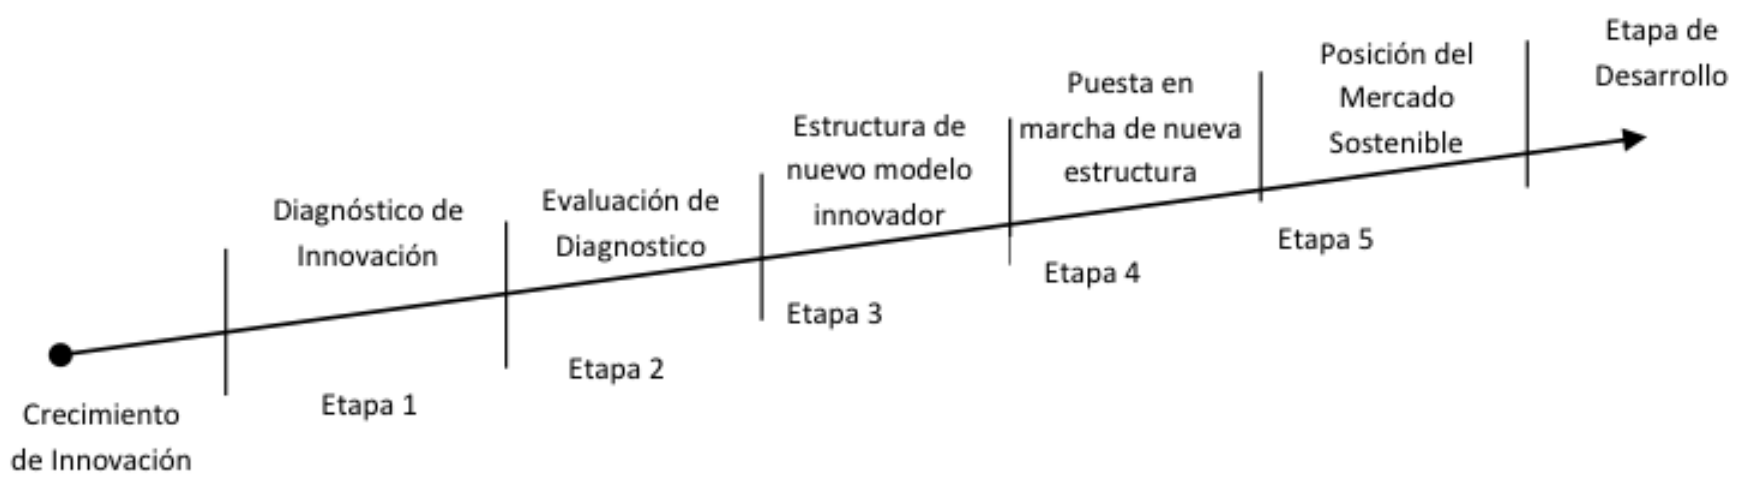 Crecimiento
de Innovación
Diagnóstico de
Innovación
Etapa 1
Evaluación de
Diagnostico
Etapa 2
Estructura de
nuevo modelo
innovador
Etapa 3
Puesta en
marcha de nueva
estructura
Etapa 4
Posición del
Mercado
Sostenible
Etapa 5
Etapa de
Desarrollo